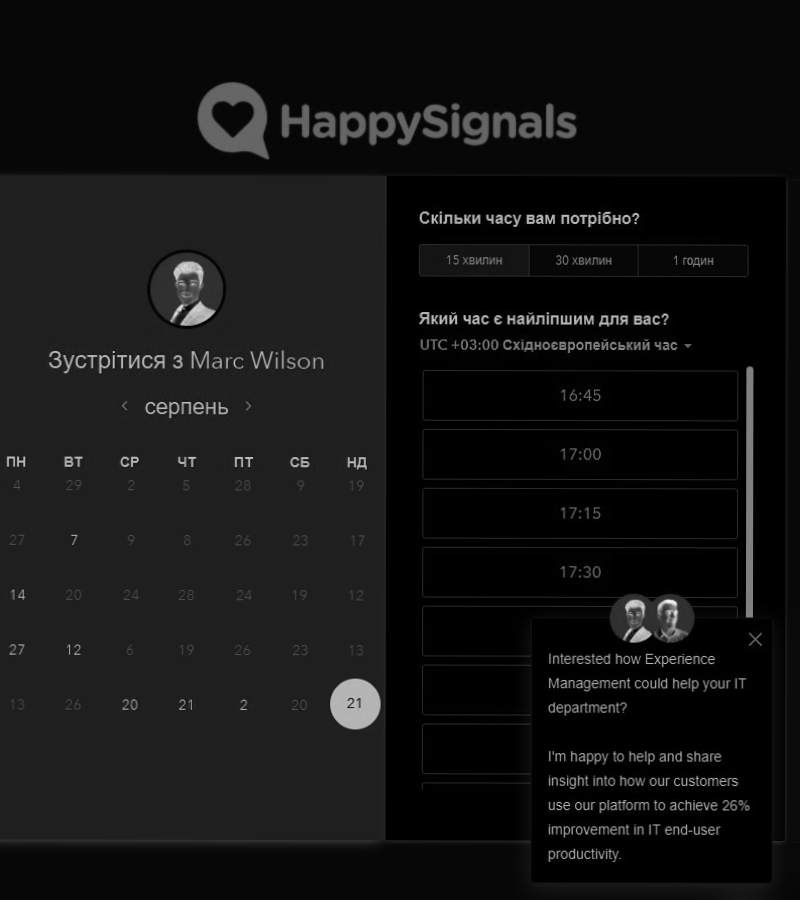 HappySignals
Зустрітися з Marc Wilson
серпень
ПН ВТ СР ЧТ ПТ СБ НД
4 29 2 5 28 9 19
27 7 9 8 26 23 17
14 20 24 28 24 19 12
27 12 6 19 26 23 13
13 26 20 21 2 20 21
Скільки часу вам потрібно?
15 хвилин 30 хвилин 1 годин
Який час є найліпшим для вас?
UTC +03:00 Східноєвропейський час
16:45
17:00
17:15
17:30
Interested how Experience
Management could help your IT
department?
I'm happy to help and share
insight into how our customers
use our platform to achieve 26%
improvement in IT end-user
productivity.